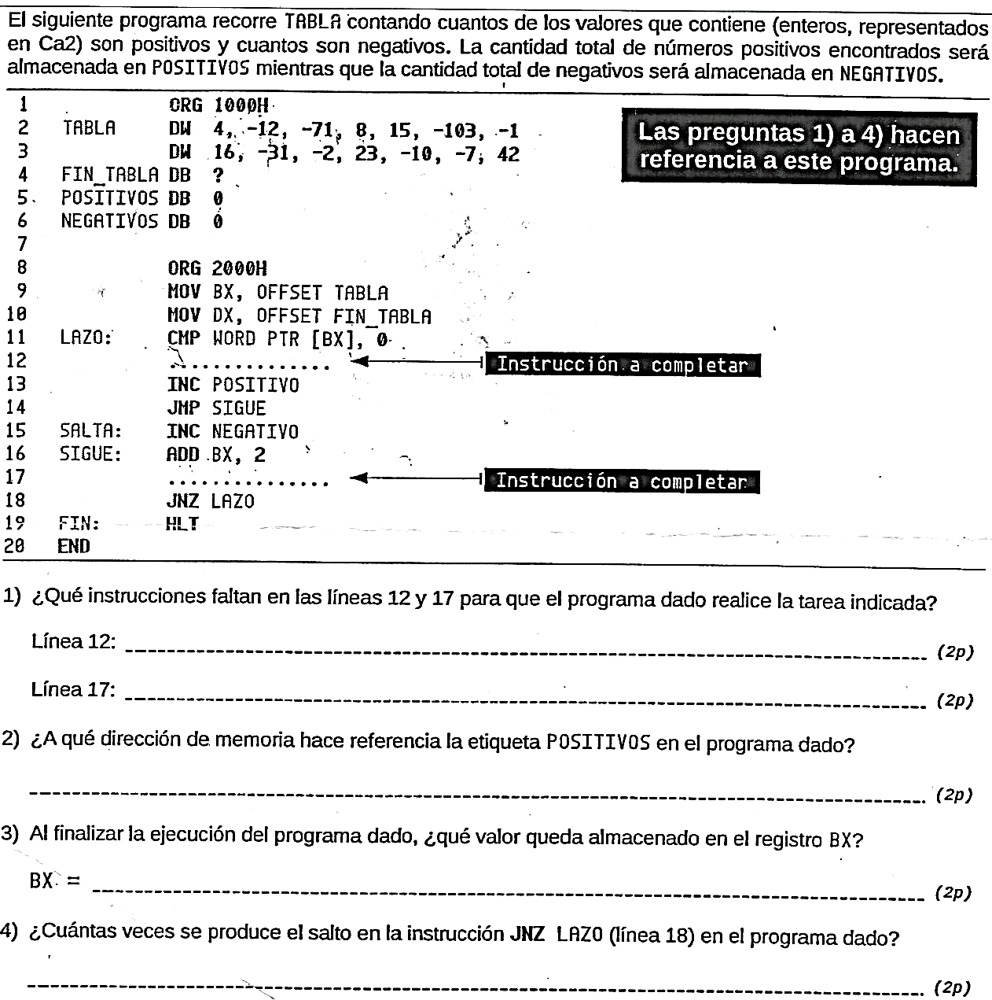 El siguiente programa recorre TABLA contando cuantos de los valores que contiene (enteros, representados
en Ca2) son positivos y cuantos son negativos. La cantidad total de números positivos encontrados será
almacenada en POSITIVOS mientras que la cantidad total de negativos será almacenada en NEGATIVOS.
1 ORG 1000H
2 TABLA DW 4, -12, -71, 8, 15, -103, -1
3 DW 16, -31, -2, 23, -10, -7, 42
4 FIN_TABLA DB ?
5 POSITIVOS DB 0
6 NEGATIVOS DB 0
7
8 ORG 2000H
9 MOV BX, OFFSET TABLA
10 MOV DX, OFFSET FIN_TABLA
11 LAZO: CMP WORD PTR [BX], 0
12 .............. Instrucción a completar
13 INC POSITIVO
14 JMP SIGUE
15 SALTA: INC NEGATIVO
16 SIGUE: ADD BX, 2
17 .............. Instrucción a completar
18 JNZ LAZO
19 FIN: HLT
20 END
Las preguntas 1) a 4) hacen
referencia a este programa.
1) ¿Qué instrucciones faltan en las líneas 12 y 17 para que el programa dado realice la tarea indicada?
Línea 12: (2p)
Línea 17: (2p)
2) ¿A qué dirección de memoria hace referencia la etiqueta POSITIVOS en el programa dado?
(2p)
3) Al finalizar la ejecución del programa dado, ¿qué valor queda almacenado en el registro BX?
BX = (2p)
4) ¿Cuántas veces se produce el salto en la instrucción JNZ LAZO (línea 18) en el programa dado?
(2p)